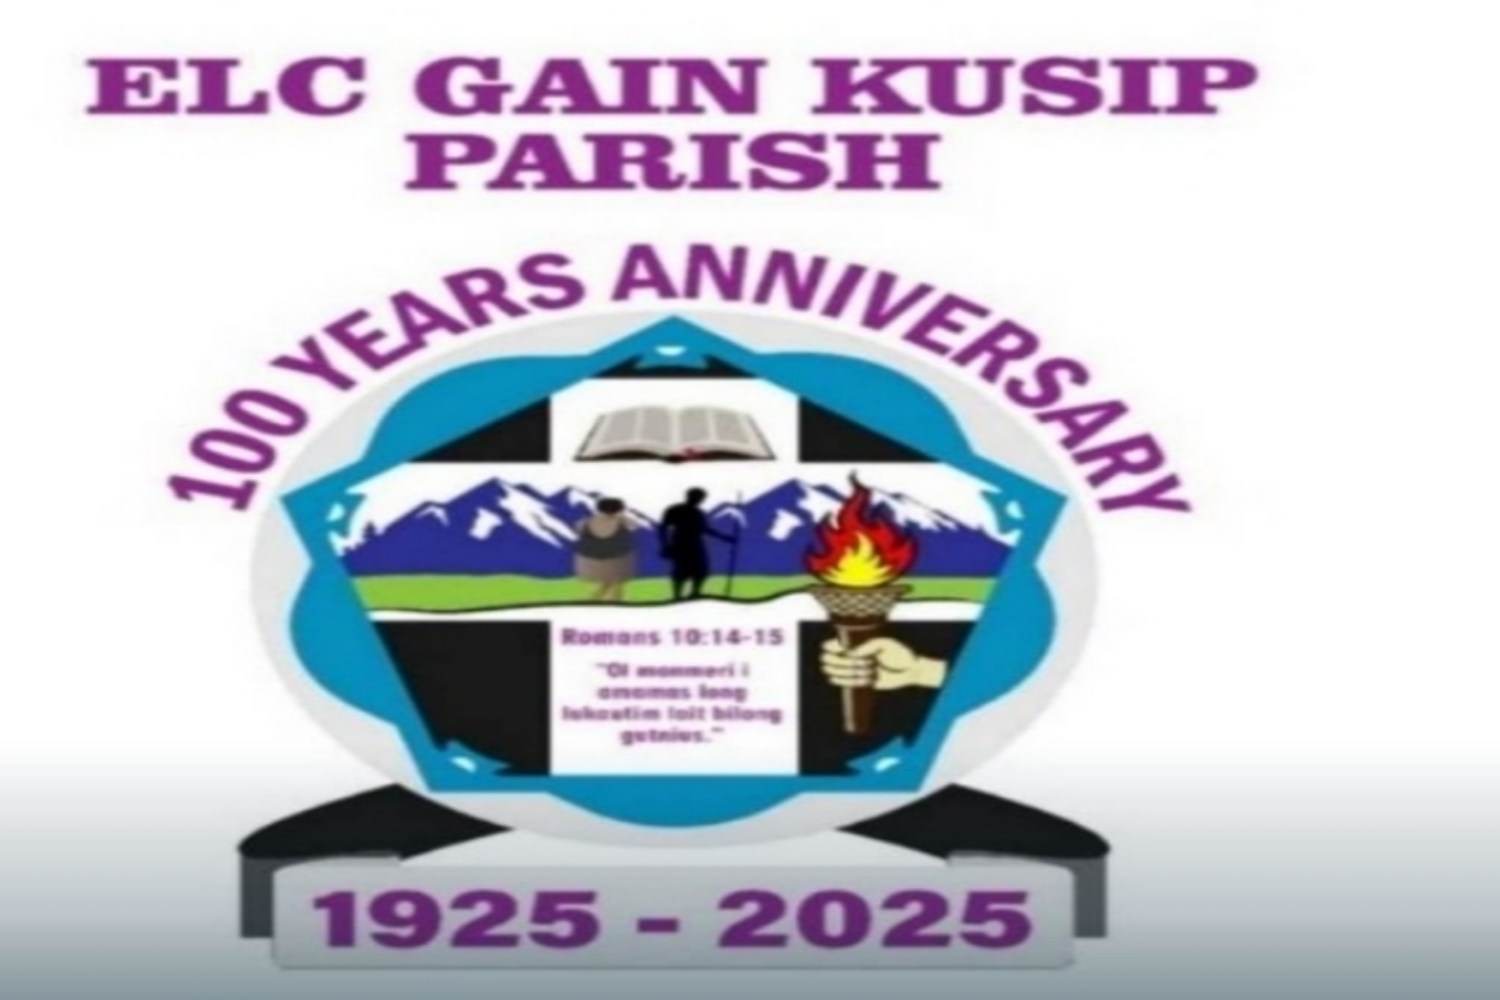 ELC GAIN KUSIP
PARISH
100 YEARS ANNIVERSARY
Romans 10:14-15
"Ol manmeri i
amamas long
lukautim lait bilong
gutnius."
1925 - 2025